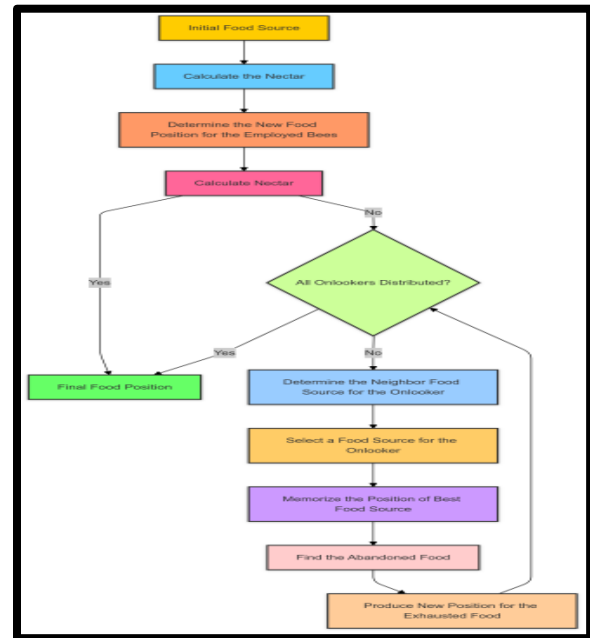 Initial Food Source
Calculate the Nectar
Determine the New Food
Position for the Employed Bees
Calculate Nectar
No
All Onlookers Distributed?
Yes
Yes
No
Final Food Position
Determine the Neighbor Food
Source for the Onlooker
Select a Food Source for the
Onlooker
Memorize the Position of Best
Food Source
Find the Abandoned Food
Produce New Position for the
Exhausted Food